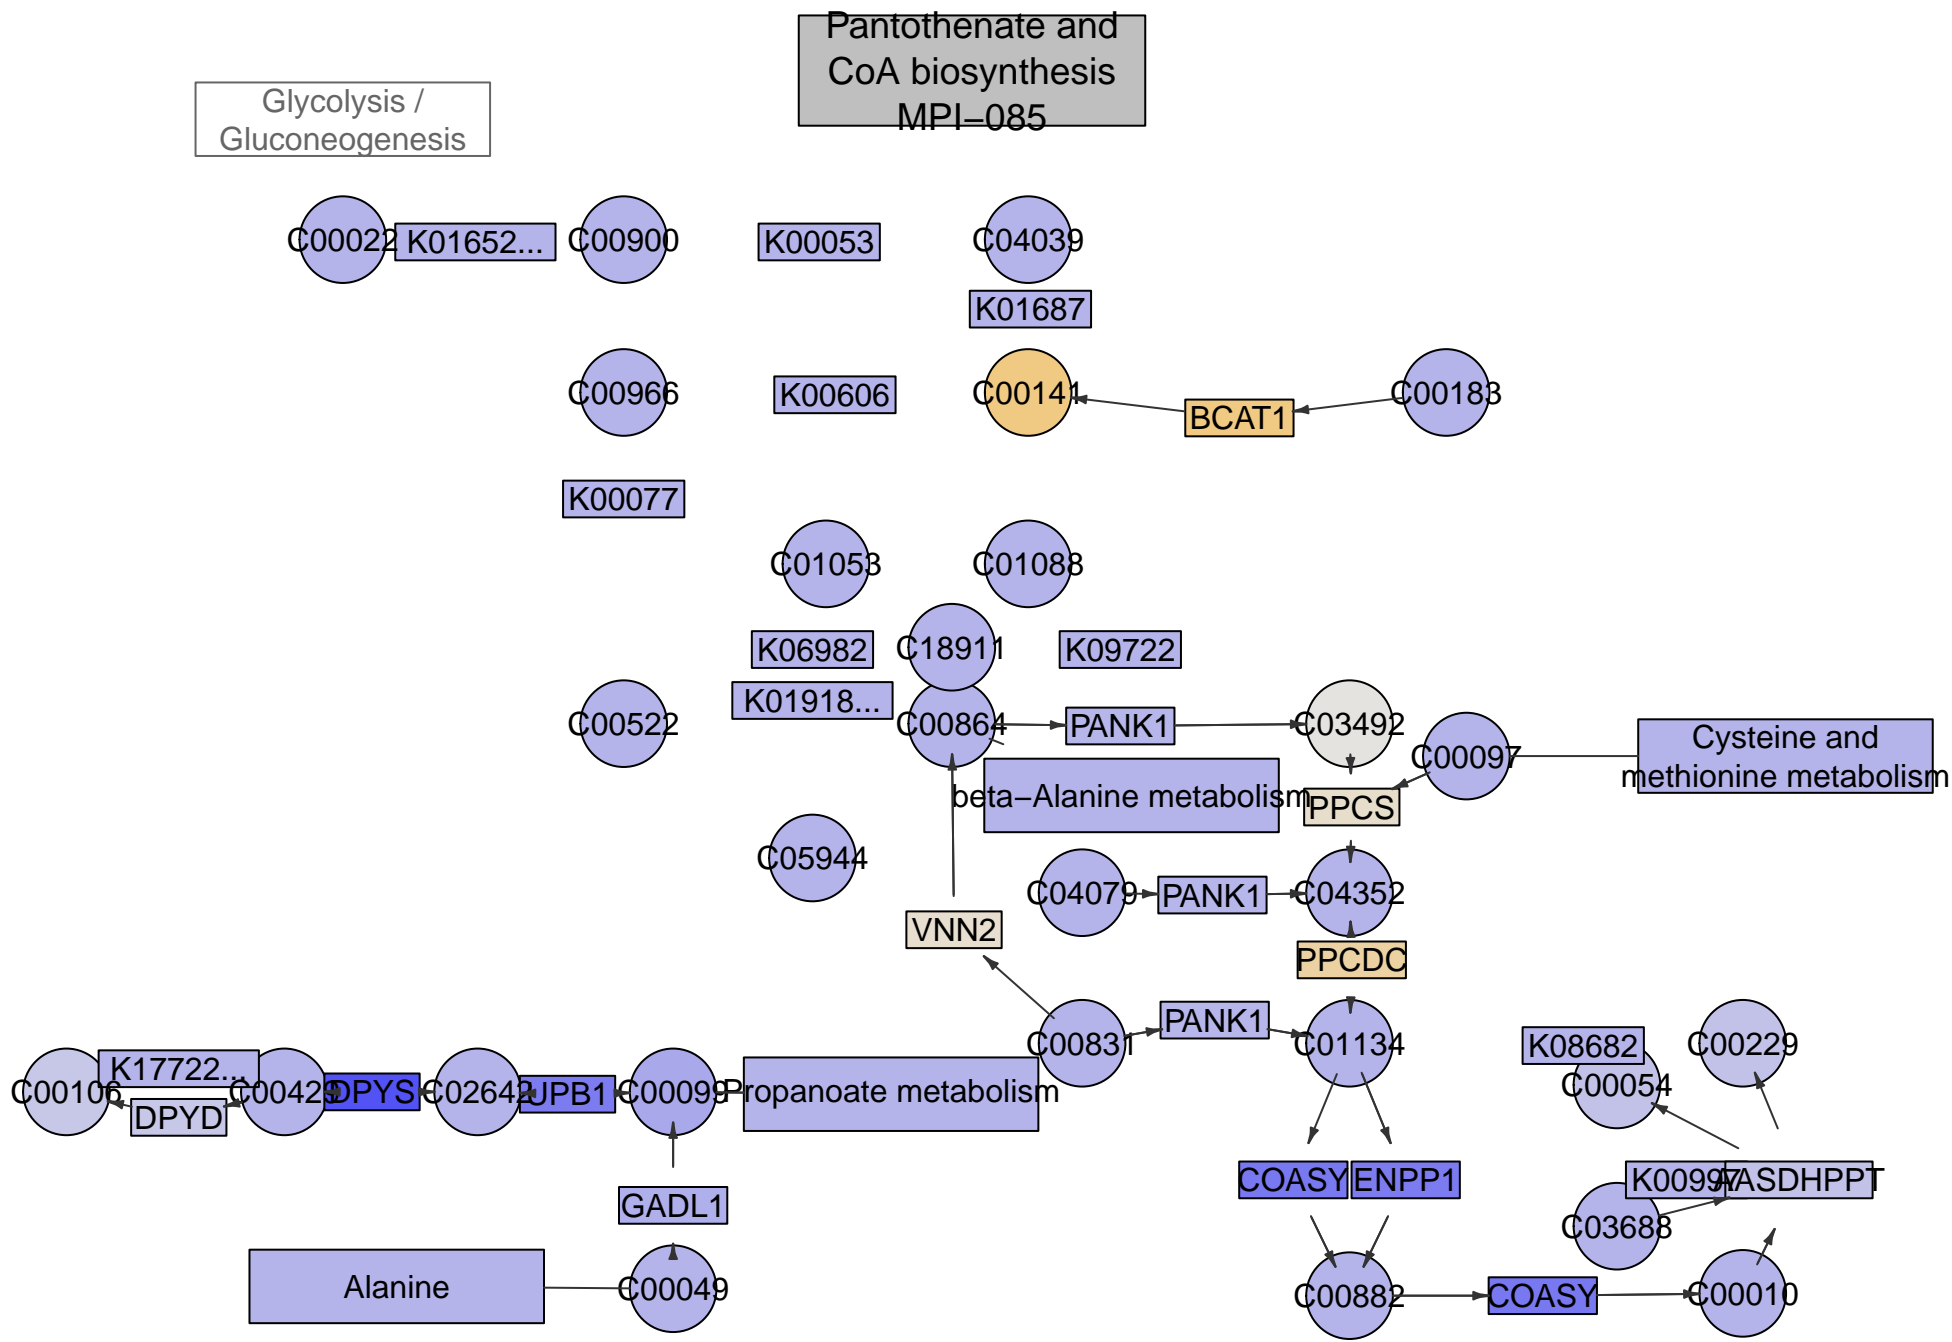 Pantothenate and
CoA biosynthesis
MPI−085
Glycolysis /
Gluconeogenesis
C00022
K01652...
C00900
K00053
C04039
K01687
C00966
K00606
C00141
BCAT1
C00183
K00077
C01053
C01088
K06982
C18911
K09722
K01918...
C00522
C00864
PANK1
C03492
C00097
Cysteine and
methionine metabolism
beta−Alanine metabolism
PPCS
C05944
C04079
PANK1
C04352
VNN2
PPCDC
C00831
PANK1
C01134
K08682
C00229
C00054
C00106
K17722...
DPYD
C00429
DPYS
C02642
UPB1
C00099
Propanoate metabolism
COASY
ENPP1
K00997
AASDHPPT
GADL1
C03688
Alanine
C00049
C00882
COASY
C00010